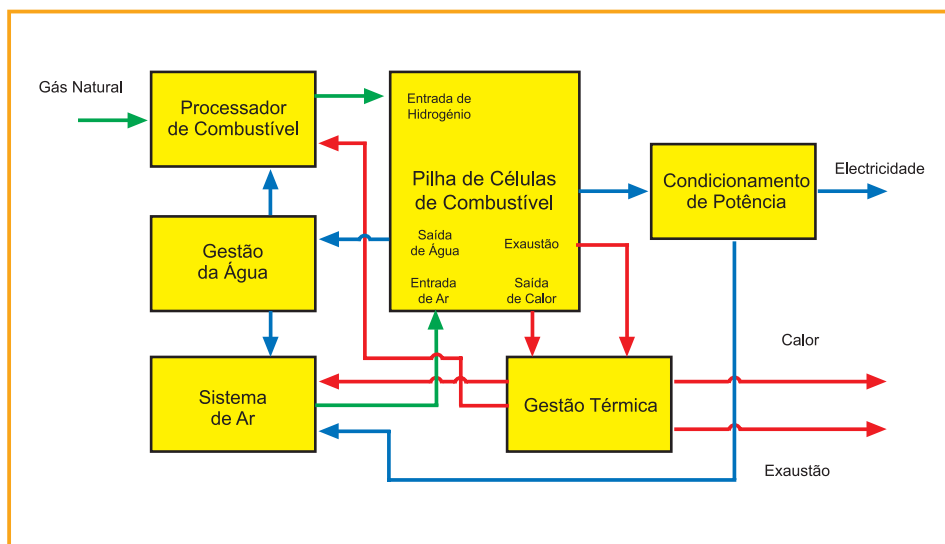 Gás Natural
Processador
de Combustível
Entrada de
Hidrogénio
Pilha de Células
de Combustível
Saída
de Água
Exaustão
Entrada
de Ar
Saída
de Calor
Condicionamento
de Potência
Electricidade
Gestão
da Água
Sistema
de Ar
Gestão Térmica
Calor
Exaustão